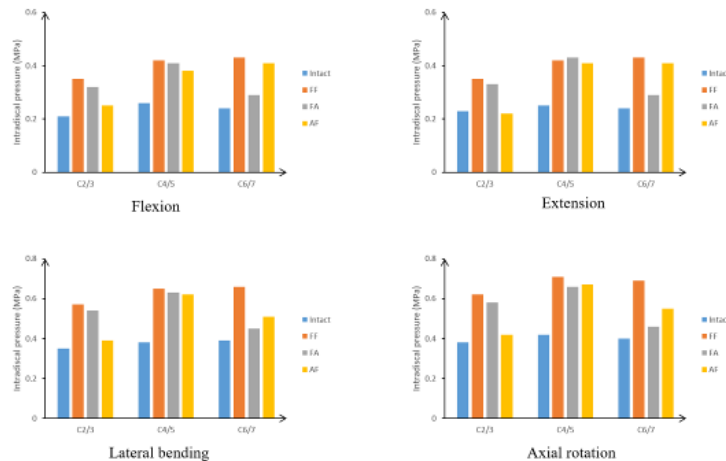 Intradiscal pressure (MPa)
0.6
0.4
0.2
0
C2/3 C4/5 C6/7
Intact
FF
FA
AF
Flexion
Intradiscal pressure (MPa)
0.6
0.4
0.2
0
C2/3 C4/5 C6/7
Intact
FF
FA
AF
Extension
Intradiscal pressure (MPa)
0.8
0.6
0.4
0.2
0
C2/3 C4/5 C6/7
Intact
FF
FA
AF
Lateral bending
Intradiscal pressure (MPa)
0.8
0.6
0.4
0.2
0
C2/3 C4/5 C6/7
Intact
FF
FA
AF
Axial rotation